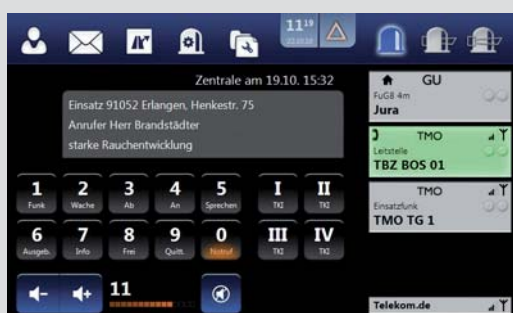 11 19
Zentrale am 19.10. 15:32
Einsatz 91052 Erlangen, Henkestr. 75
Anrufer Herr Brandstädter
starke Rauchentwicklung
1 2 3 4 5 I II
Funk Wache Ab An Sprechen TKI TKI
6 7 8 9 0 III IV
Ausgeb. Info Frei Quitt. Notruf TKI TKI
11
GU
FuG8 4m
Jura
TMO
Leitstelle
TBZ BOS 01
TMO
Einsatzfunk
TMO TG 1
Telekom.de